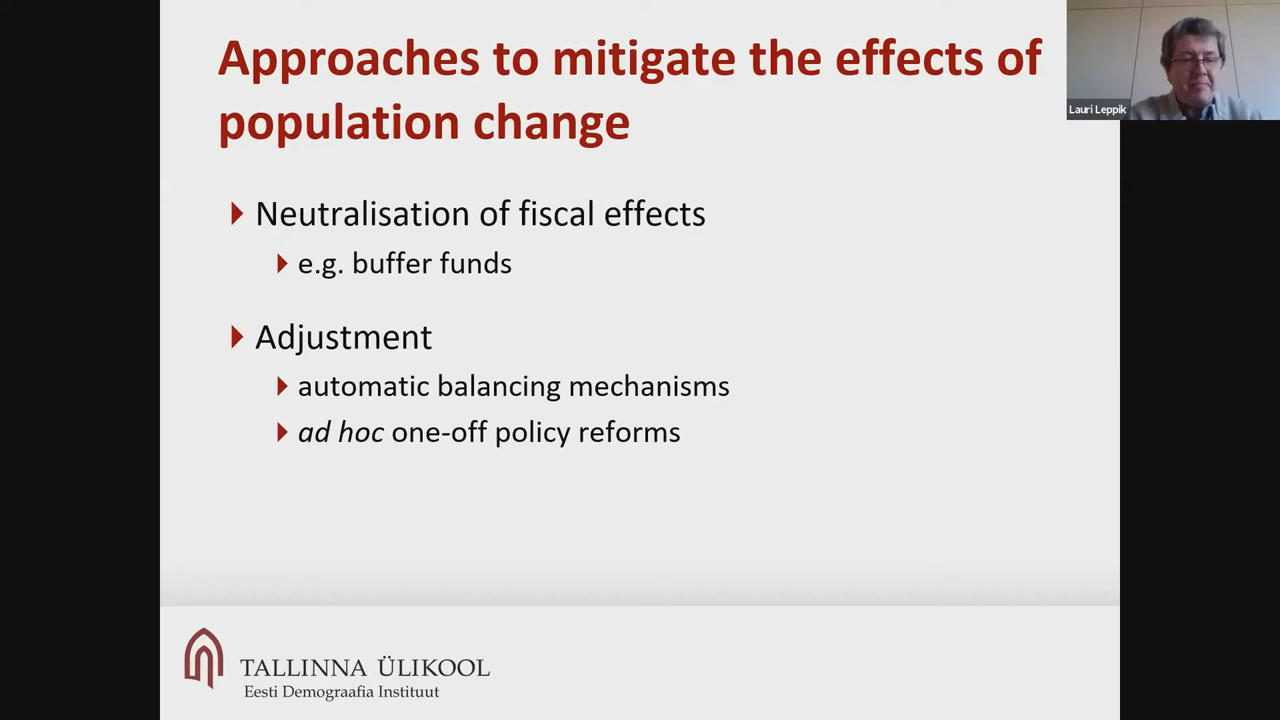 Approaches to mitigate the effects of
population change
Lauri Leppik
Neutralisation of fiscal effects
e.g. buffer funds
Adjustment
automatic balancing mechanisms
ad hoc one-off policy reforms
TALLINNA ÜLIKOOL
Eesti Demograafia Instituut